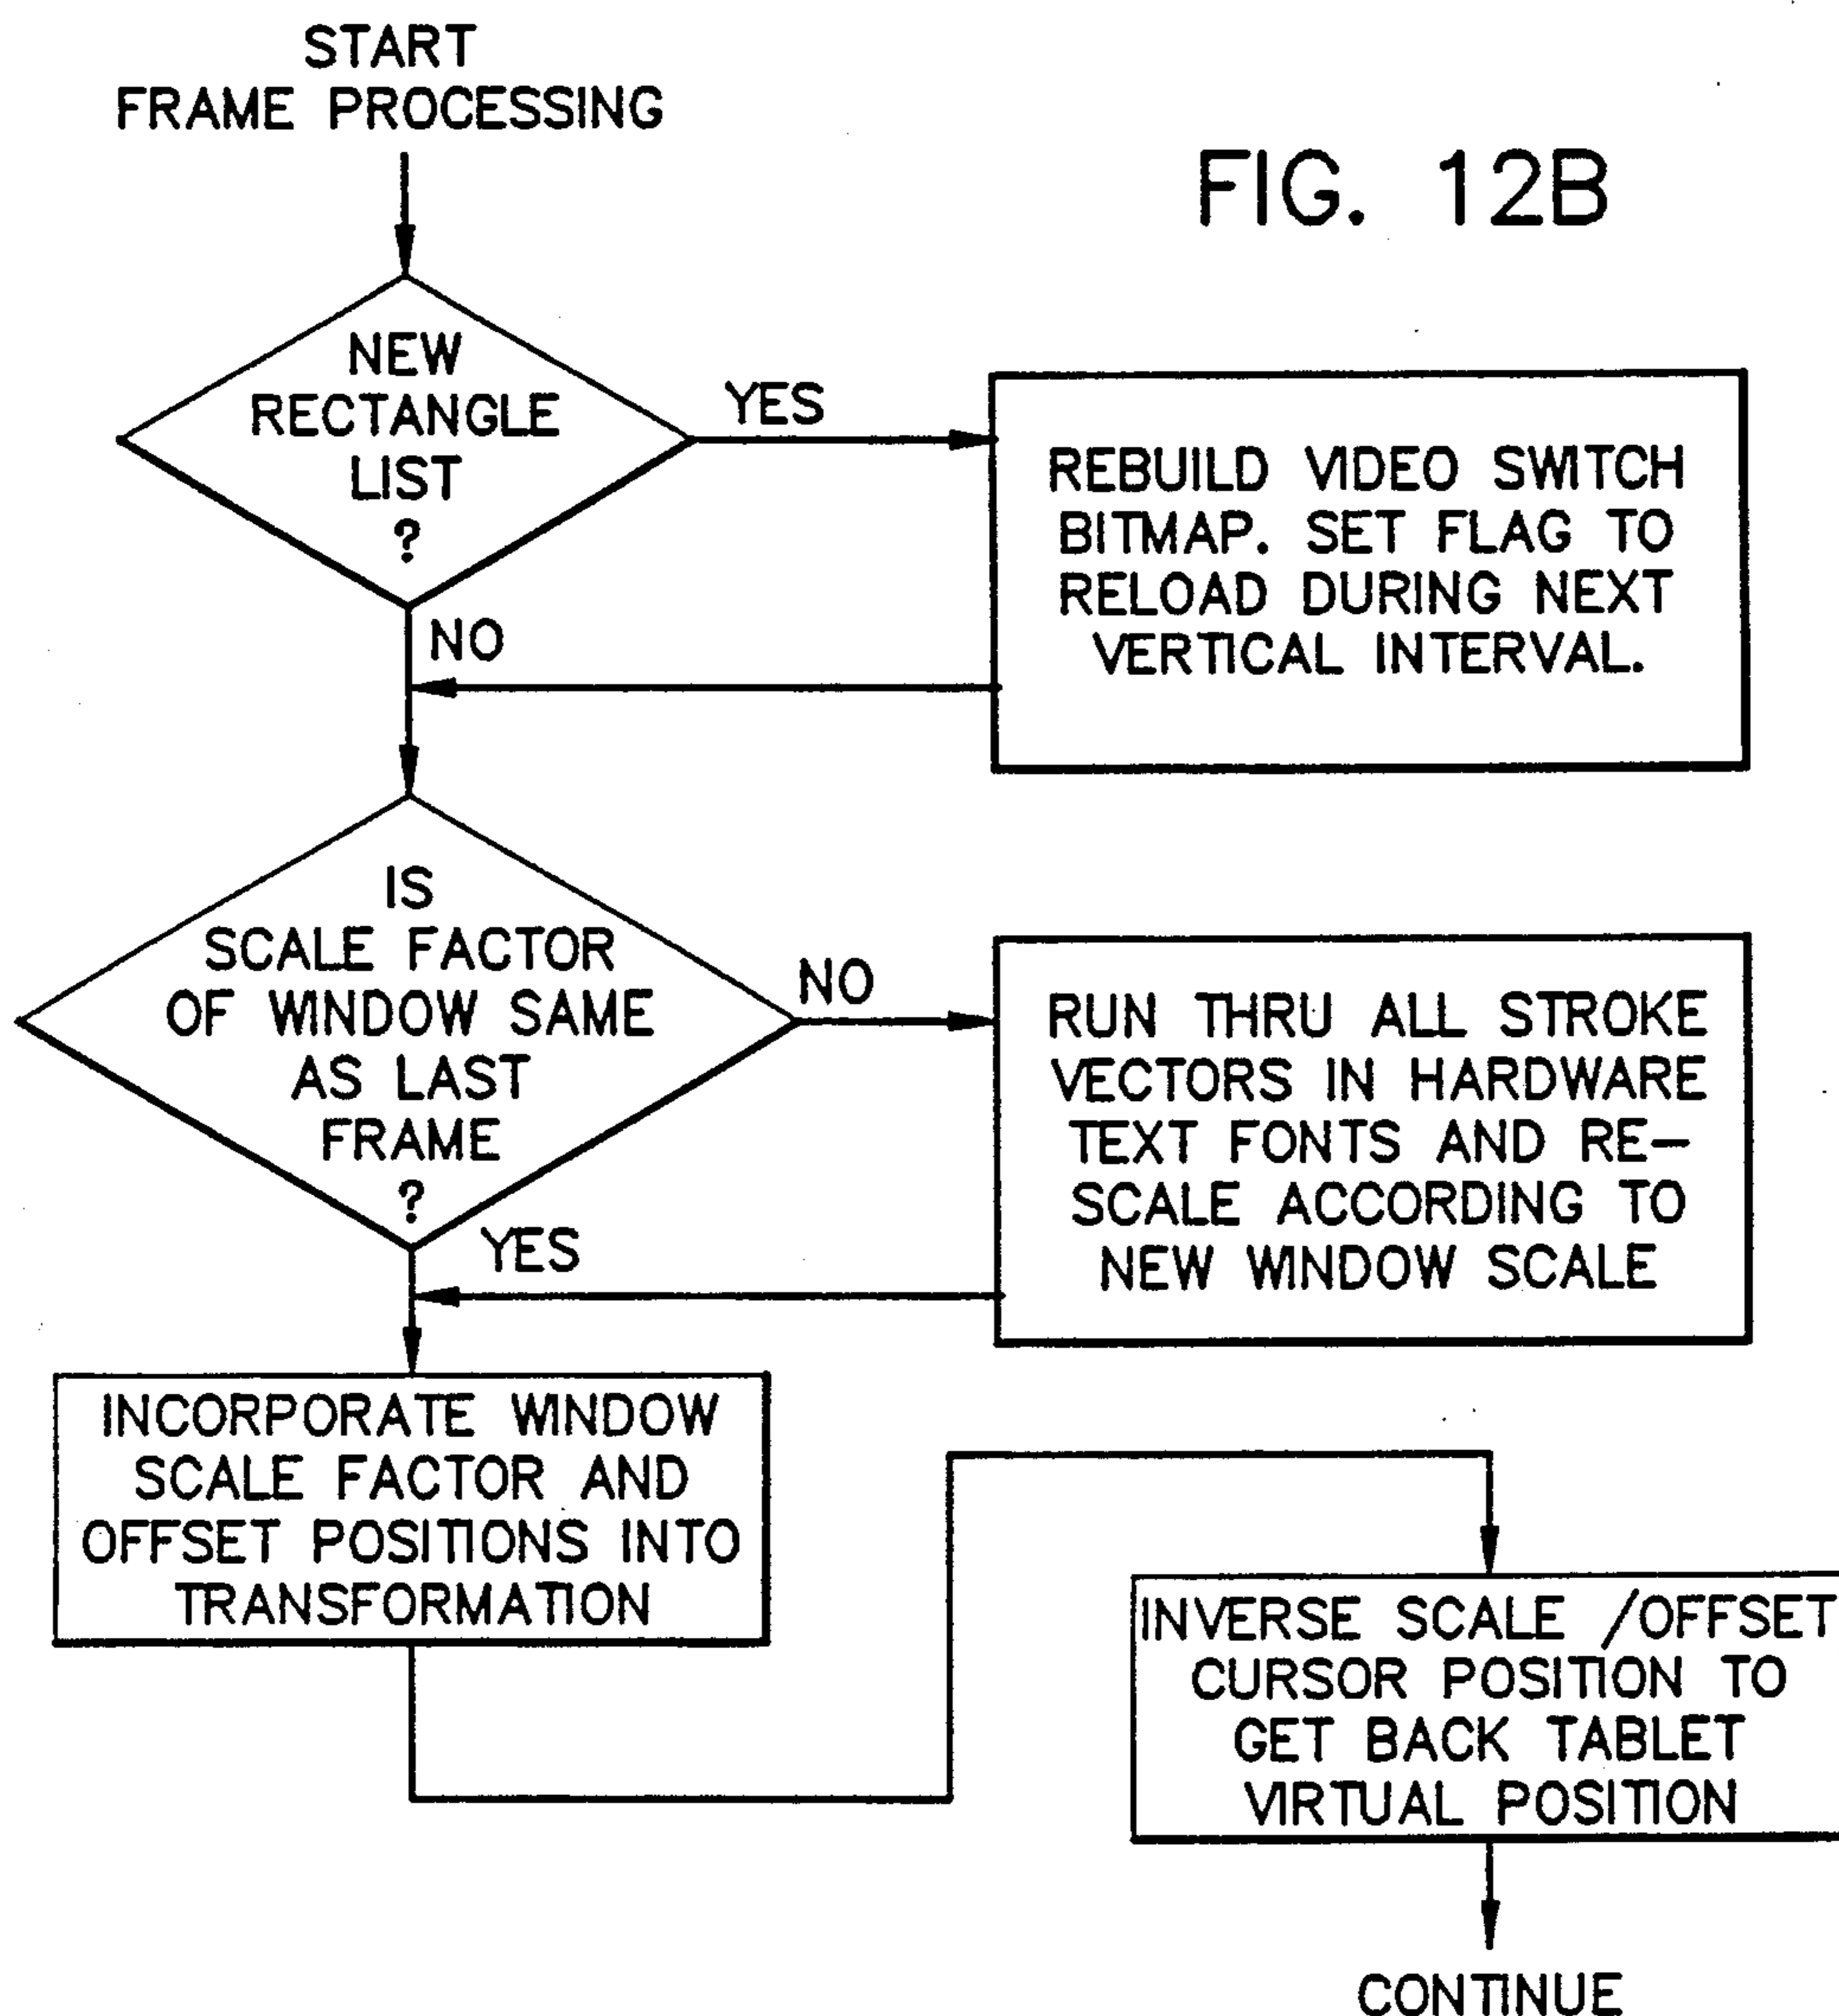 START
FRAME PROCESSING
FIG. 12B
NEW
RECTANGLE
LIST
?
YES
REBUILD VIDEO SWITCH
BITMAP. SET FLAG TO
RELOAD DURING NEXT
VERTICAL INTERVAL.
NO
IS
SCALE FACTOR
OF WINDOW SAME
AS LAST
FRAME
?
NO
RUN THRU ALL STROKE
VECTORS IN HARDWARE
TEXT FONTS AND RE-
SCALE ACCORDING TO
NEW WINDOW SCALE
YES
INCORPORATE WINDOW
SCALE FACTOR AND
OFFSET POSITIONS INTO
TRANSFORMATION
INVERSE SCALE /OFFSET
CURSOR POSITION TO
GET BACK TABLET
VIRTUAL POSITION
CONTINUE